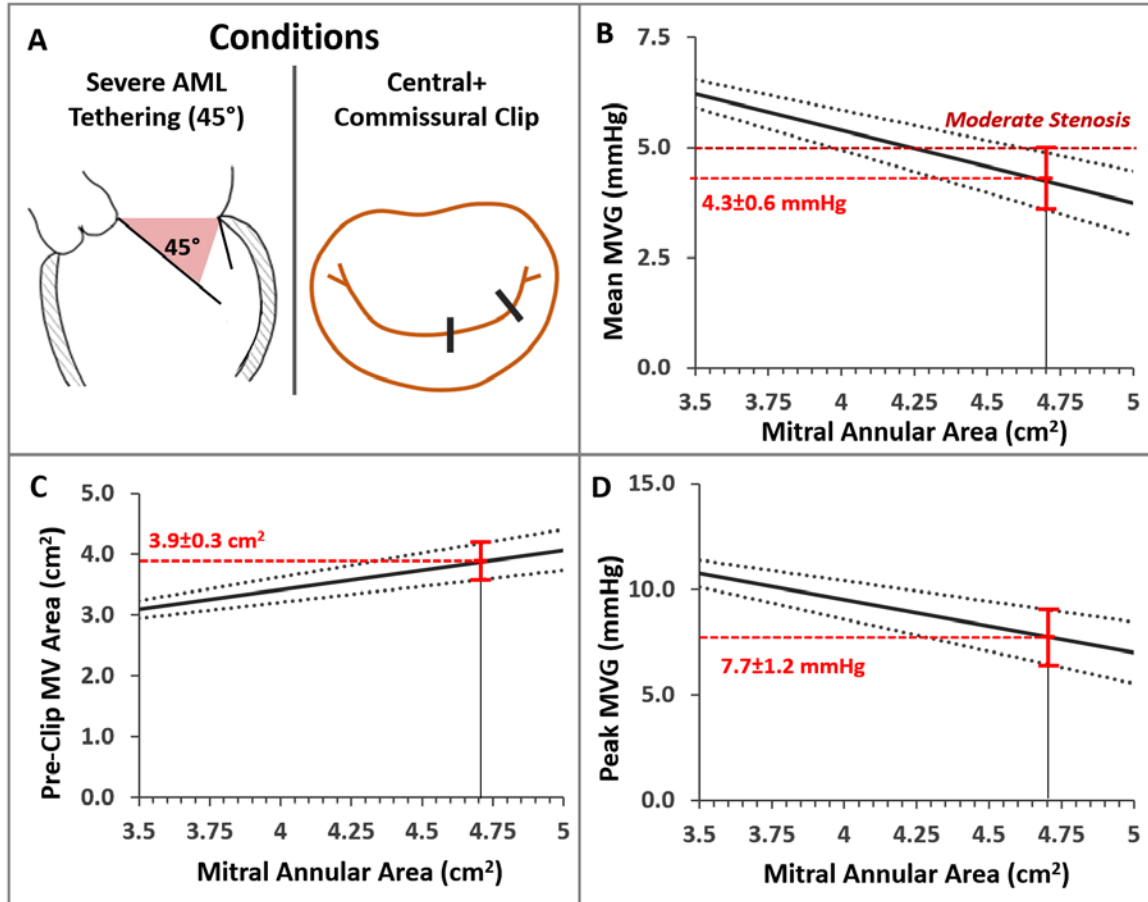 A
Conditions
Severe AML
Tethering (45°)
45°
Central+
Commissural Clip
B
Mean MVG (mmHg)
7.5
5.0
2.5
0.0
Moderate Stenosis
4.3±0.6 mmHg
3.5 3.75 4 4.25 4.5 4.75 5
Mitral Annular Area (cm²)
C
Pre-Clip MV Area (cm²)
5.0
4.0
3.0
2.0
1.0
0.0
3.9±0.3 cm²
3.5 3.75 4 4.25 4.5 4.75 5
Mitral Annular Area (cm²)
D
Peak MVG (mmHg)
15.0
10.0
5.0
0.0
7.7±1.2 mmHg
3.5 3.75 4 4.25 4.5 4.75 5
Mitral Annular Area (cm²)